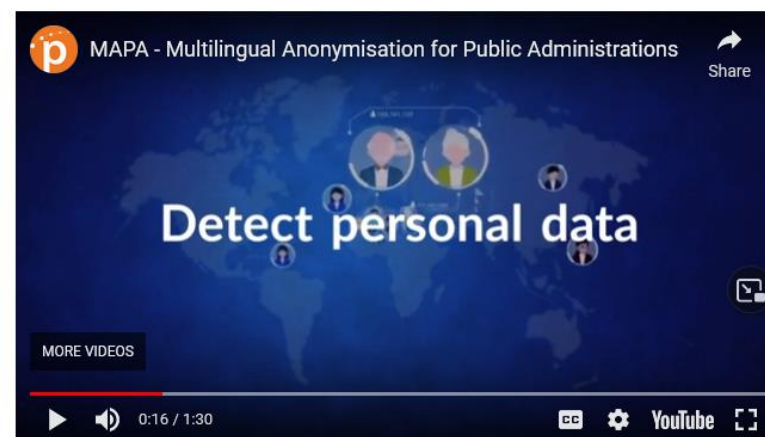 p
MAPA - Multilingual Anonymisation for Public Administrations
Share
Detect personal data
MORE VIDEOS
0:16 / 1:30
CC
YouTube